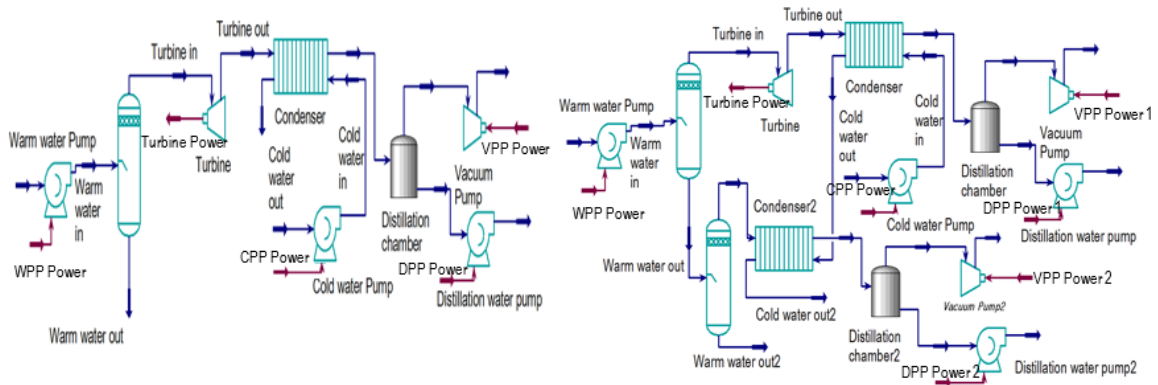 Turbine out
Turbine in
Condenser
Turbine Power
Turbine
Warm water Pump
Warm
water
in
WPP Power
Cold
water
out
Cold
water
in
VPP Power
Vacuum
Pump
Distillation
chamber
CPP Power
Cold water Pump
DPP Power
Distillation water pump
Warm water out
Turbine out
Turbine in
Condenser
Turbine Power
Turbine
Warm water Pump
Warm
water in
WPP Power
Cold
water
out
Cold
water
in
VPP Power 1
Vacuum
Pump
Distillation
chamber
CPP Power
Cold water Pump
DPP Power 1
Distillation water pump
Condenser2
Warm water out
VPP Power 2
Vacuum Pump2
Cold water out2
Distillation
chamber2
Warm water out2
DPP Power 2
Distillation water pump2